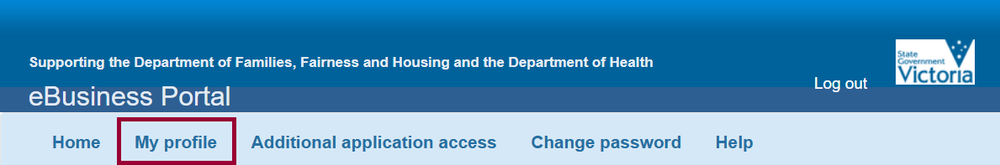 Supporting the Department of Families, Fairness and Housing and the Department of Health
State
Government
Victoria
Log out
eBusiness Portal
Home My profile Additional application access Change password Help